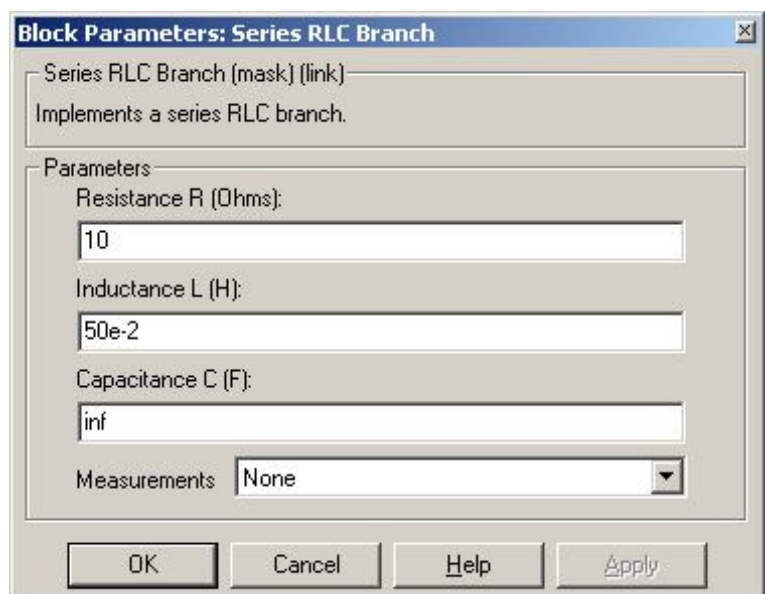 Block Parameters: Series RLC Branch
Series RLC Branch (mask) (link)
Implements a series RLC branch.
Parameters
Resistance R (Ohms):
10
Inductance L (H):
50e-2
Capacitance C (F):
inf
Measurements None
OK Cancel Help Apply